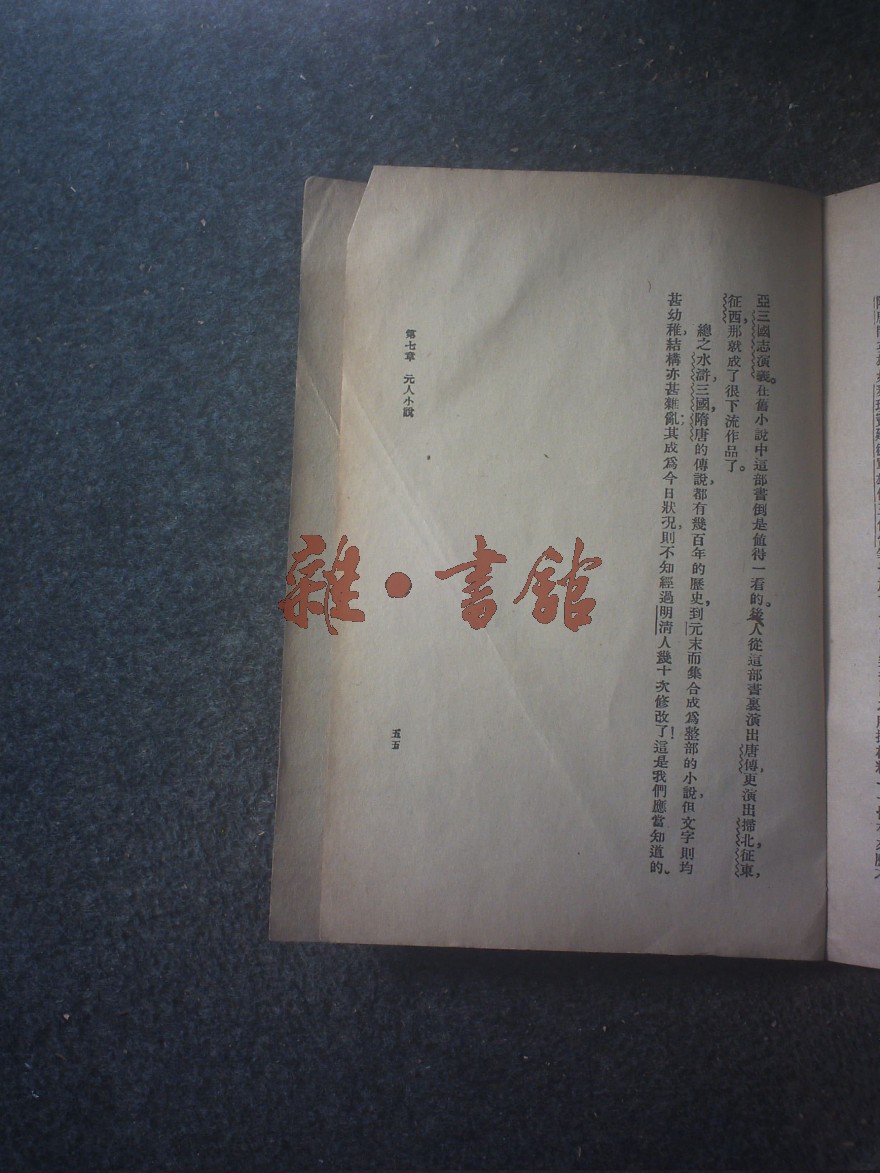 亞三國志演義。在舊小說中這部書倒是值得一看的。後人從這部書裏演出唐傳，更演出掃北，征東，
征西，那就成了很下流作品了。
總之，水滸，三國，隋唐的傳說，都有幾百年的歷史，到元末而集合成為整部的小說，但文字則均
甚幼稚，結構亦甚雜亂；其成為今日狀況，則不知經過明清人幾十次修改了！這是我們應當知道的。
第七章 元人小說
五五
雜•書館